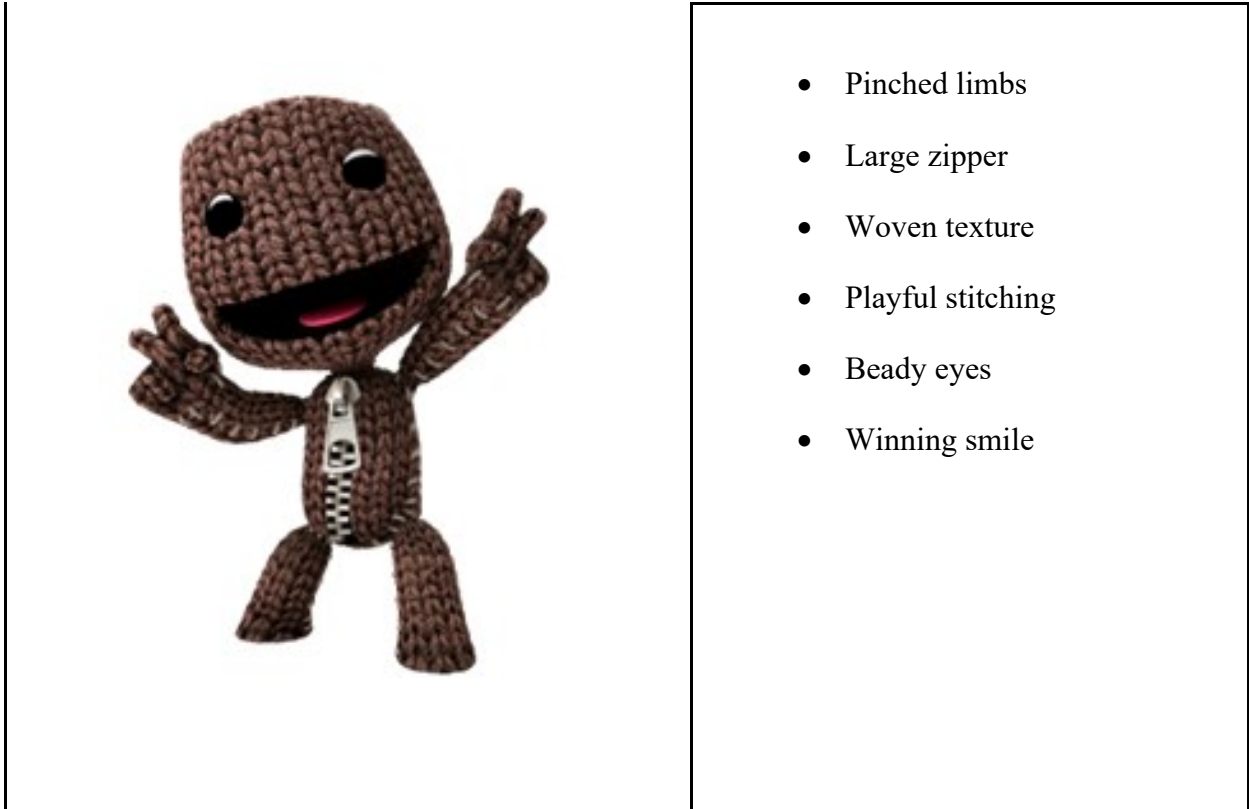 • Pinched limbs
• Large zipper
• Woven texture
• Playful stitching
• Beady eyes
• Winning smile